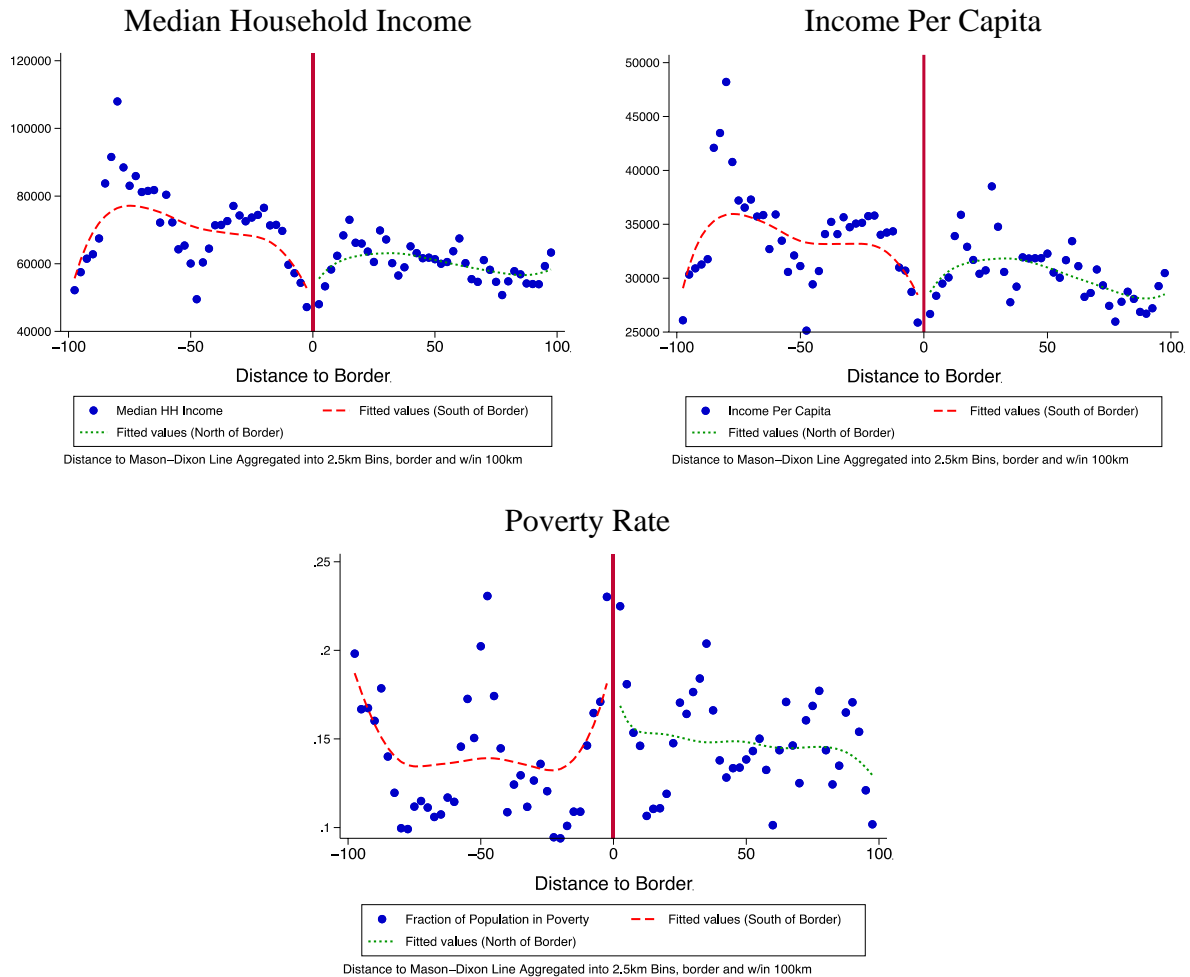 Median Household Income
120000
100000
80000
60000
40000
−100
−50
0
50
100
Distance to Border
Median HH Income
Fitted values (South of Border)
Fitted values (North of Border)
Distance to Mason−Dixon Line Aggregated into 2.5km Bins, border and w/in 100km
Income Per Capita
50000
45000
40000
35000
30000
25000
−100
−50
0
50
100
Distance to Border
Income Per Capita
Fitted values (South of Border)
Fitted values (North of Border)
Distance to Mason−Dixon Line Aggregated into 2.5km Bins, border and w/in 100km
Poverty Rate
.25
.2
.15
.1
−100
−50
0
50
100
Distance to Border
Fraction of Population in Poverty
Fitted values (South of Border)
Fitted values (North of Border)
Distance to Mason−Dixon Line Aggregated into 2.5km Bins, border and w/in 100km